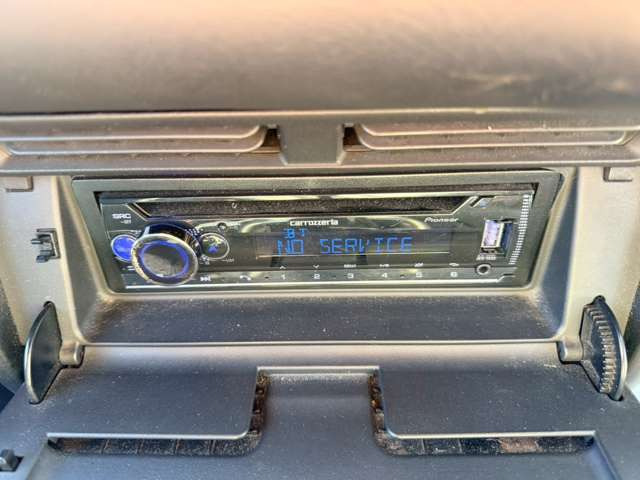 SRC
carrozzeria
Pioneer
BT
NO SERVICE
1 2 3 4 5 6